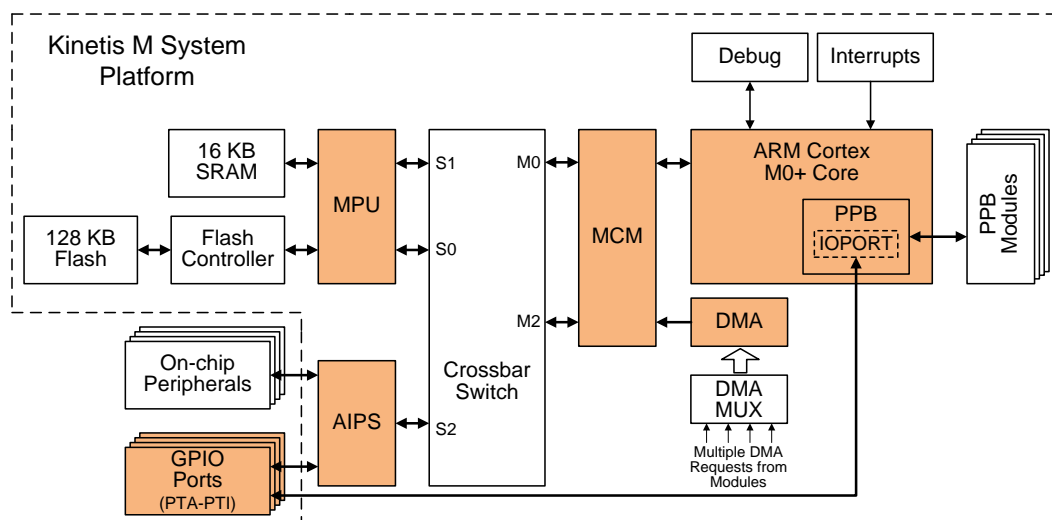 Kinetis M System
Platform
Debug
Interrupts
16 KB
SRAM
MPU
S1
M0
MCM
ARM Cortex
M0+ Core
PPB
IOPORT
PPB
Modules
128 KB
Flash
Flash
Controller
S0
M2
DMA
On-chip
Peripherals
AIPS
Crossbar
Switch
S2
DMA
MUX
GPIO
Ports
(PTA-PTI)
Multiple DMA
Requests from
Modules